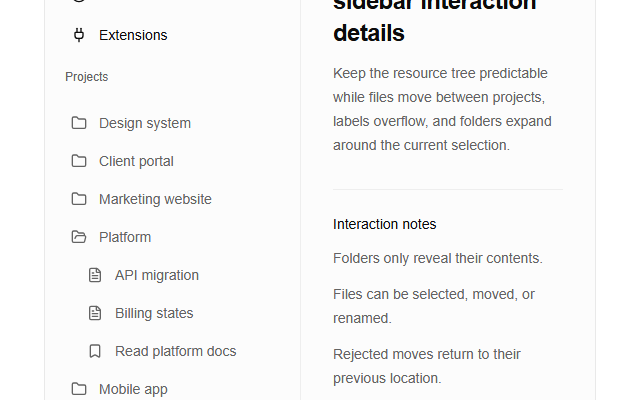 Extensions
Projects
Design system
Client portal
Marketing website
Platform
API migration
Billing states
Read platform docs
Mobile app
sidebar interaction
details
Keep the resource tree predictable
while files move between projects,
labels overflow, and folders expand
around the current selection.
Interaction notes
Folders only reveal their contents.
Files can be selected, moved, or
renamed.
Rejected moves return to their
previous location.